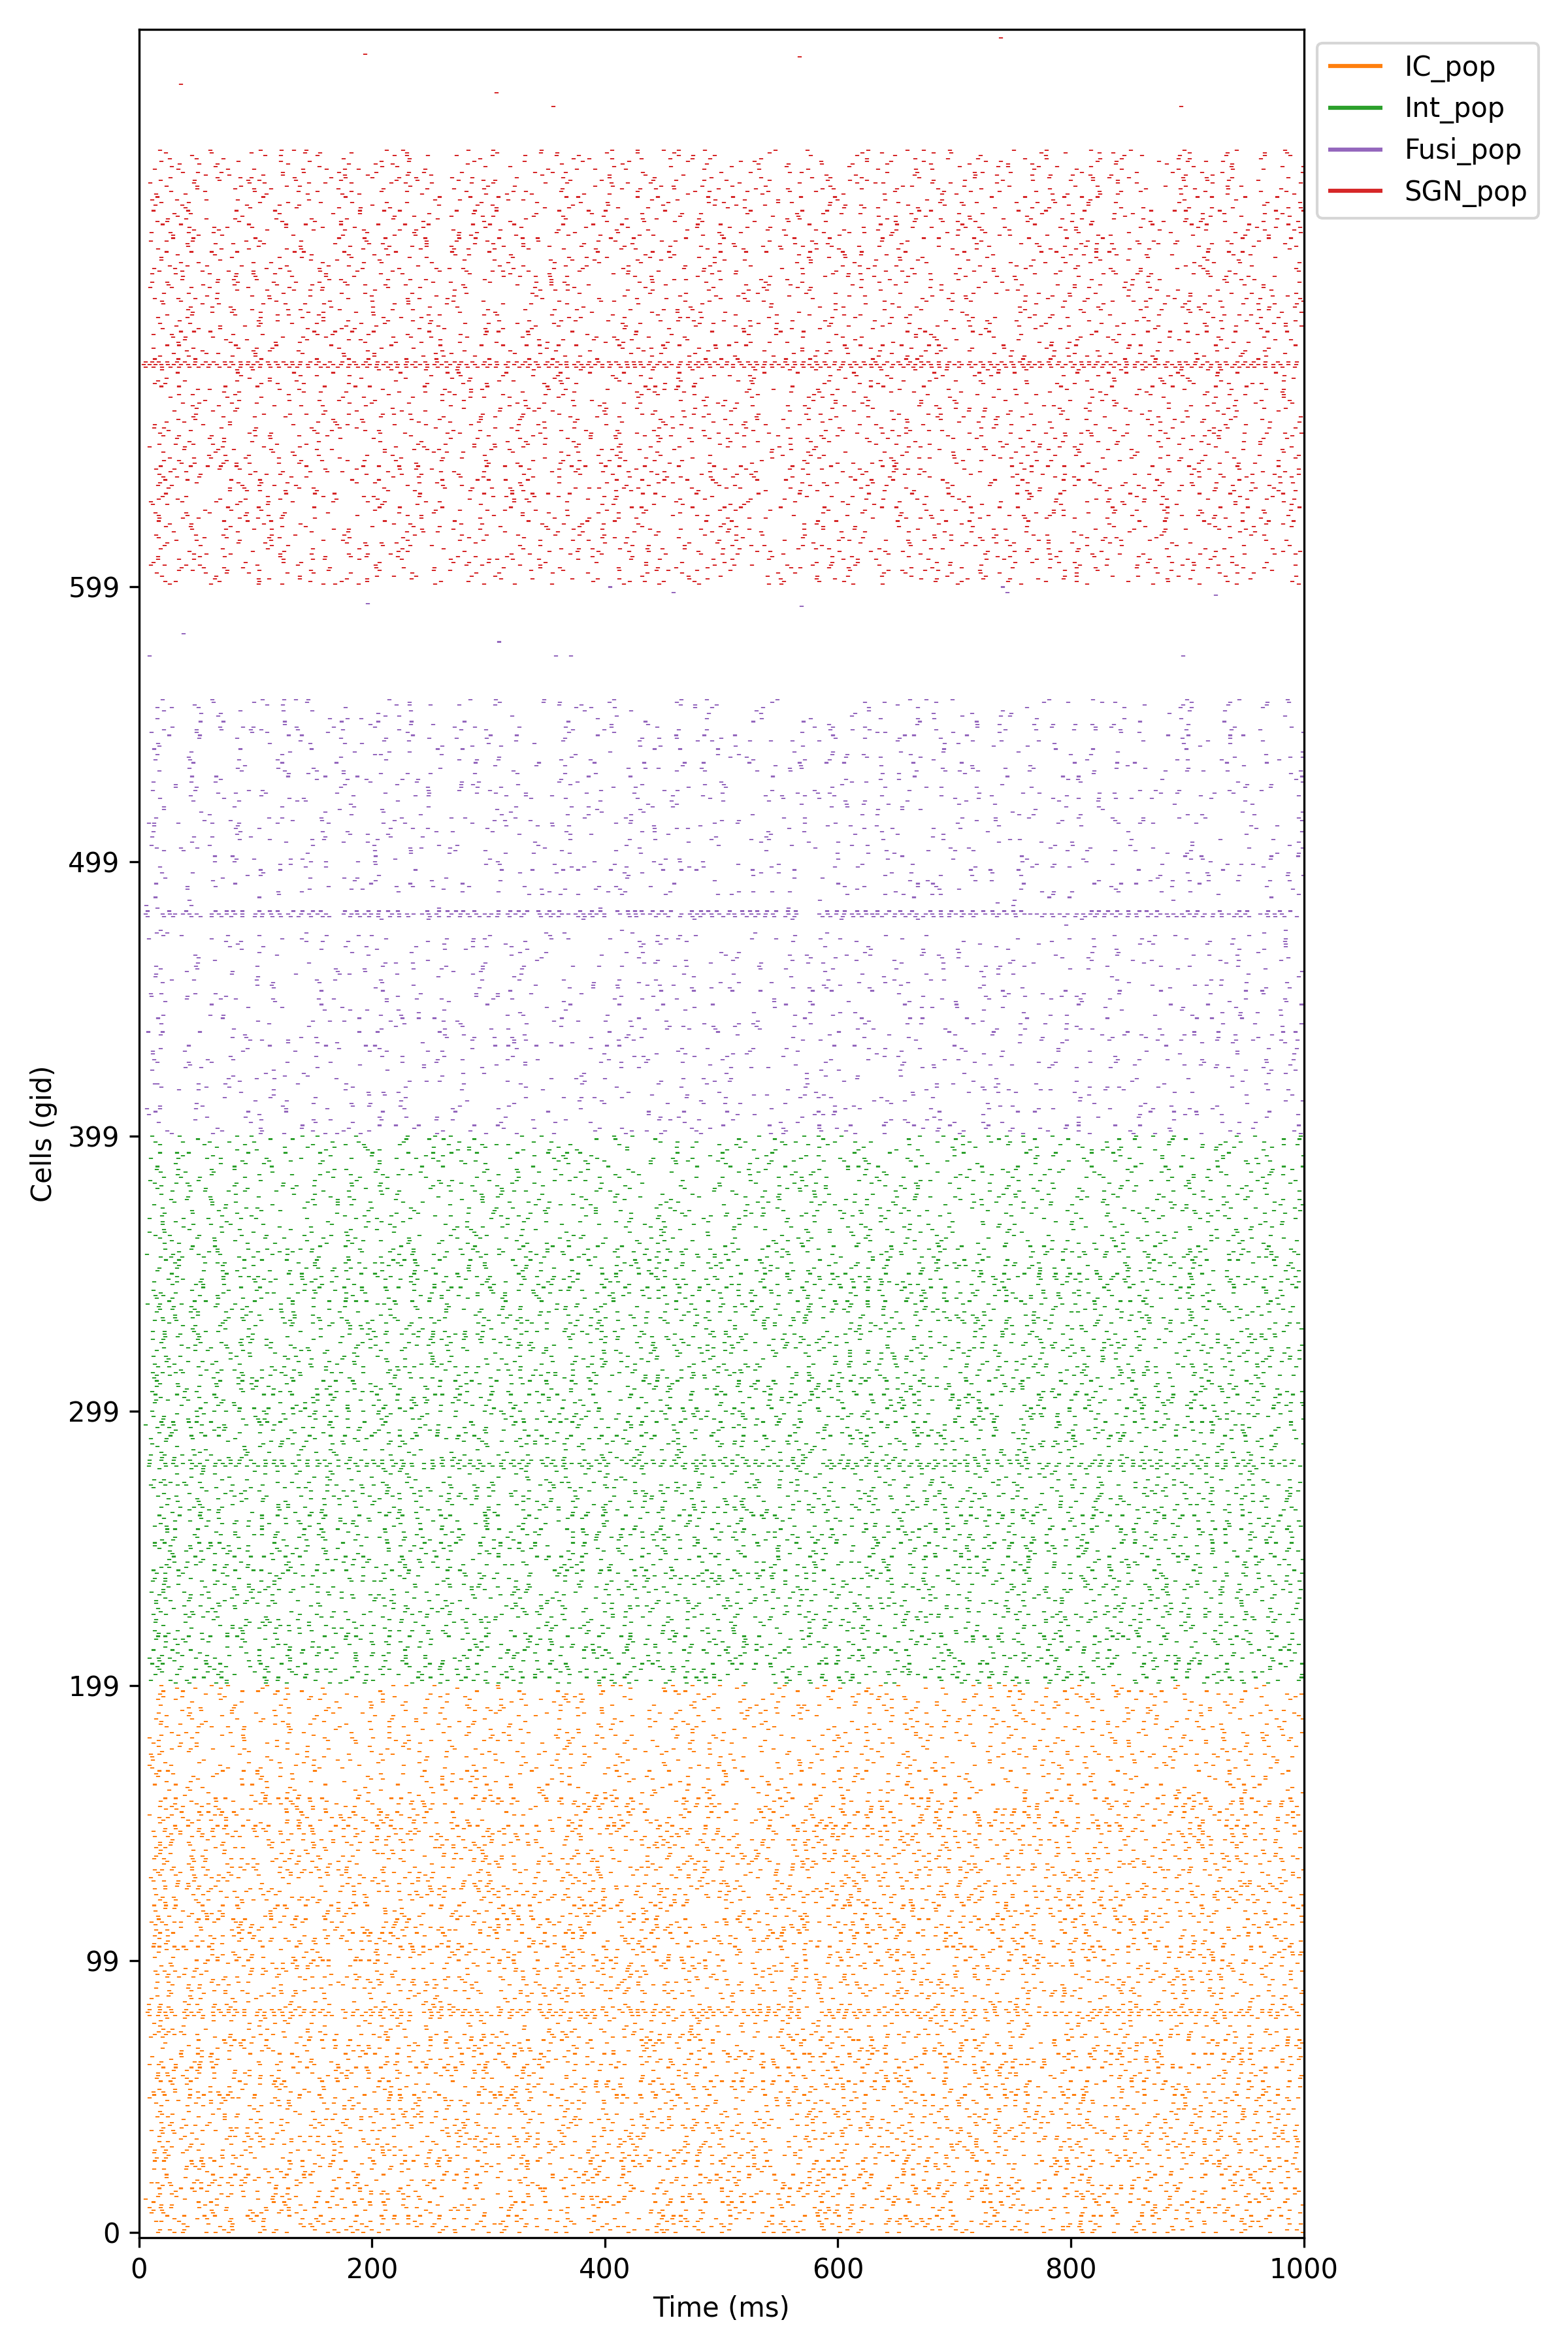 IC_pop
Int_pop
Fusi_pop
SGN_pop
599
499
399
299
199
99
0
Cells (gid)
0 200 400 600 800 1000
Time (ms)